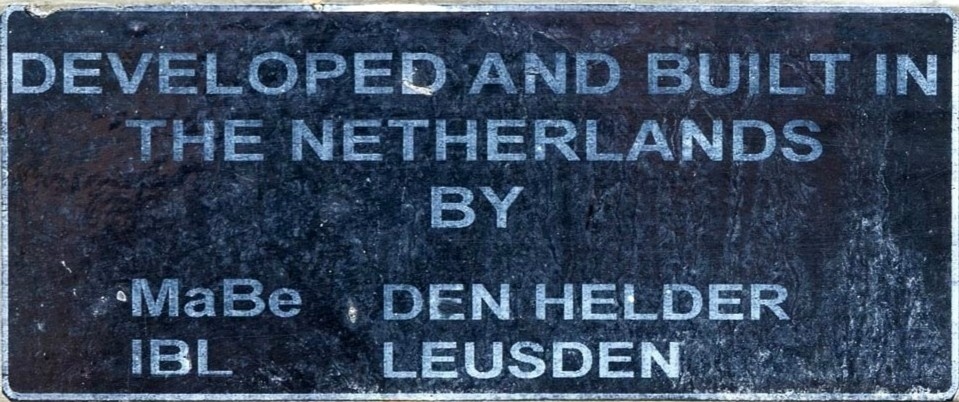 DEVELOPED AND BUILT IN
THE NETHERLANDS
BY
MaBe DEN HELDER
IBL LEUSDEN